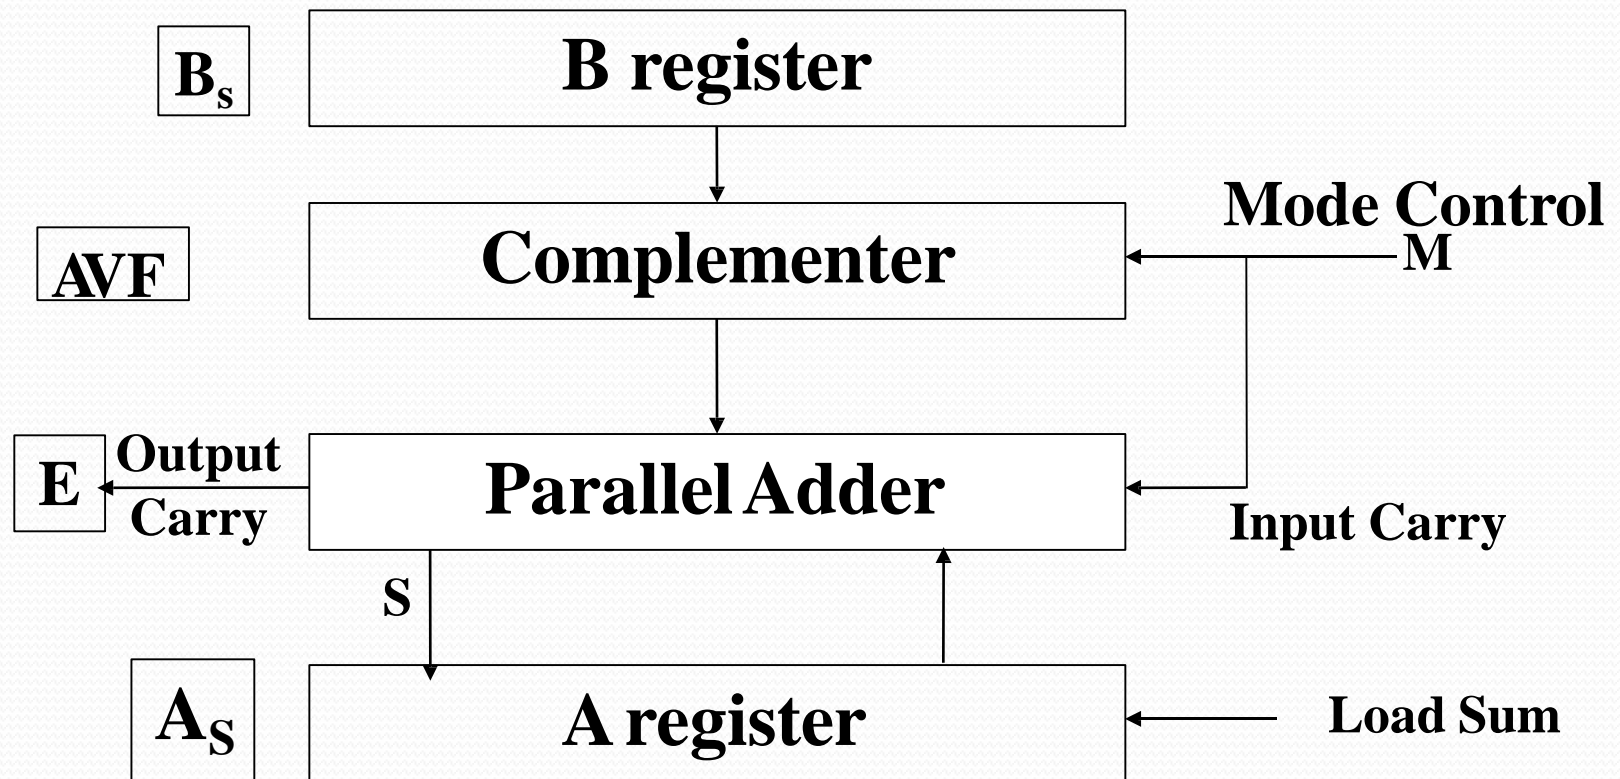 B register
Bs
Mode Control
M
Complementer
AVF
Output
Carry
E
Parallel Adder
Input Carry
S
AS
A register
Load Sum